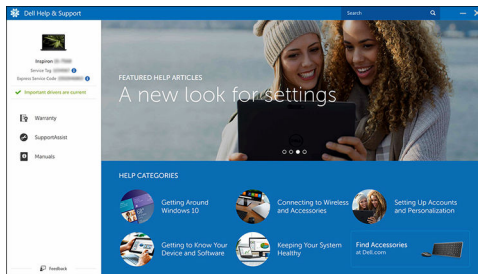 Dell Help & Support
Search
Inspiron
Service Tag
Express Service Code
Important drivers are current
Warranty
SupportAssist
Manuals
Feedback
FEATURED HELP ARTICLES
A new look for settings
HELP CATEGORIES
Getting Around
Windows 10
Connecting to Wireless
and Accessories
Setting Up Accounts
and Personalization
Getting to Know Your
Device and Software
Keeping Your System
Healthy
Find Accessories
at Dell.com